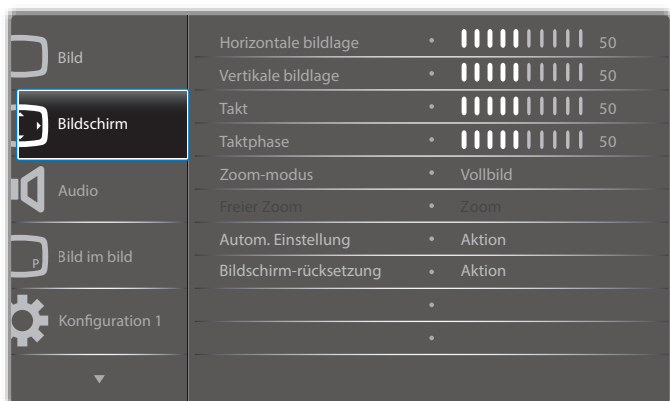 Bild
Bildschirm
Audio
P
Bild im bild
Konfiguration 1
Horizontale bildlage • 50
Vertikale bildlage • 50
Takt • 50
Taktphase • 50
Zoom-modus • Vollbild
Freier Zoom • Zoom
Autom. Einstellung • Aktion
Bildschirm-rücksetzung • Aktion
•
•